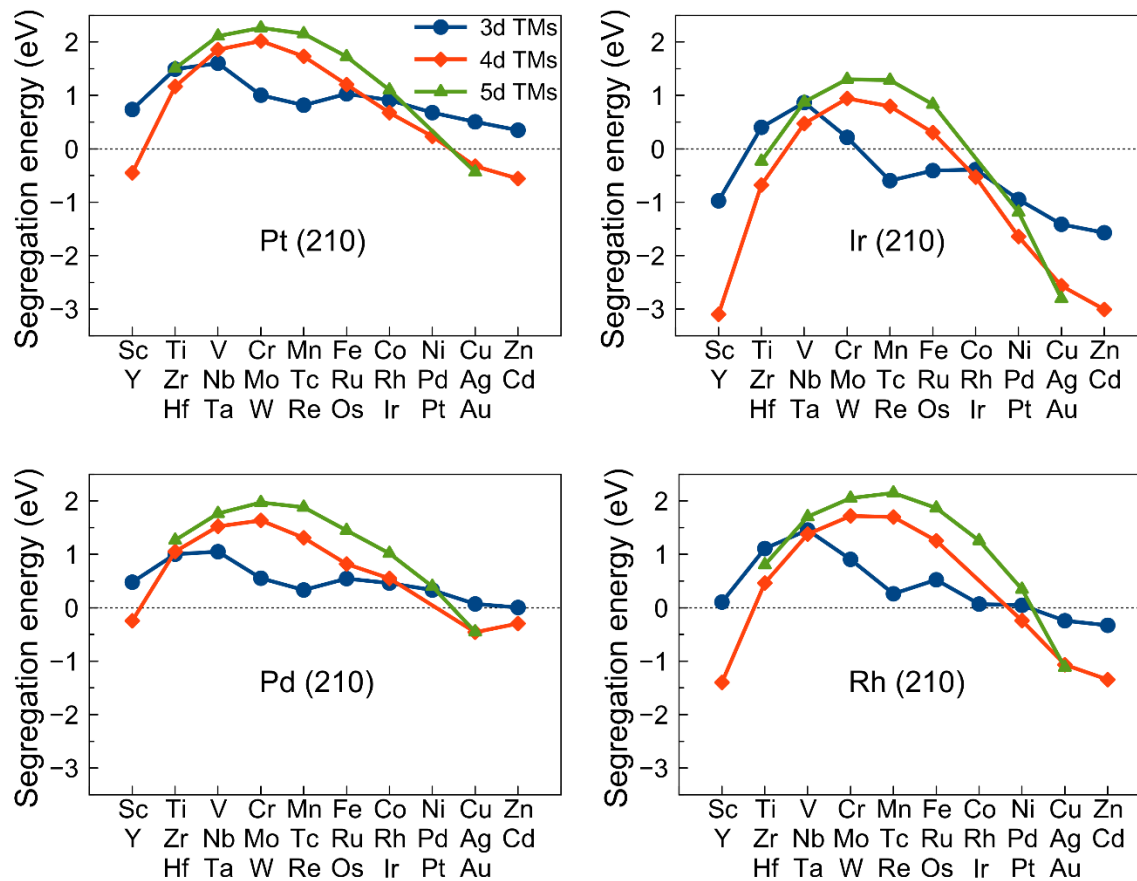 Segregation energy (eV)
2
1
0
−1
−2
−3
3d TMs
4d TMs
5d TMs
Pt (210)
Sc Ti V Cr Mn Fe Co Ni Cu Zn
Y Zr Nb Mo Tc Ru Rh Pd Ag Cd
Hf Ta W Re Os Ir Pt Au
Segregation energy (eV)
2
1
0
−1
−2
−3
Ir (210)
Sc Ti V Cr Mn Fe Co Ni Cu Zn
Y Zr Nb Mo Tc Ru Rh Pd Ag Cd
Hf Ta W Re Os Ir Pt Au
Segregation energy (eV)
2
1
0
−1
−2
−3
Pd (210)
Sc Ti V Cr Mn Fe Co Ni Cu Zn
Y Zr Nb Mo Tc Ru Rh Pd Ag Cd
Hf Ta W Re Os Ir Pt Au
Segregation energy (eV)
2
1
0
−1
−2
−3
Rh (210)
Sc Ti V Cr Mn Fe Co Ni Cu Zn
Y Zr Nb Mo Tc Ru Rh Pd Ag Cd
Hf Ta W Re Os Ir Pt Au